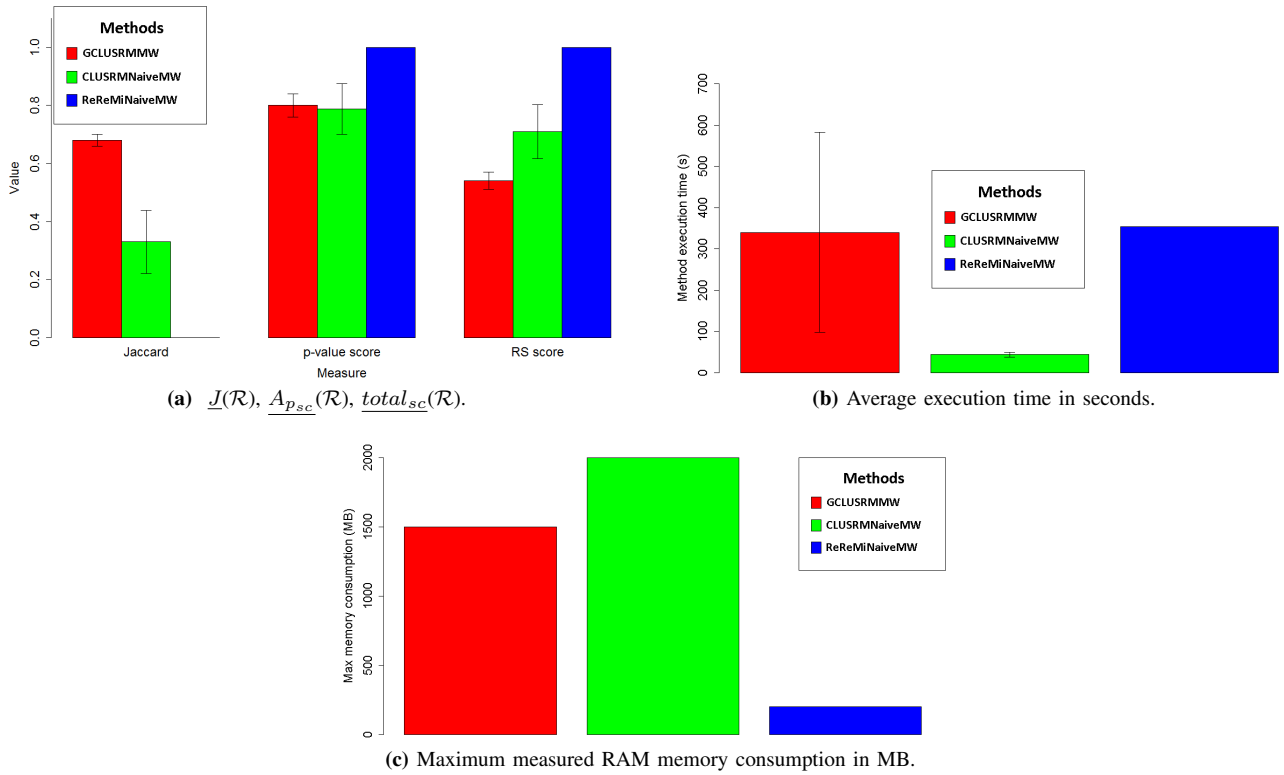 Methods
GCLUSRMMW
CLUSRMNaiveMW
ReReMiNaiveMW
Value
0.0
0.2
0.4
0.6
0.8
1.0
Jaccard
p-value score
RS score
Measure
(a) J(R), A_{p_{sc}}(R), total_{sc}(R).
Method execution time (s)
0
100
200
300
400
500
600
700
Methods
GCLUSRMMW
CLUSRMNaiveMW
ReReMiNaiveMW
(b) Average execution time in seconds.
Max memory consumption (MB)
0
500
1000
1500
2000
Methods
GCLUSRMMW
CLUSRMNaiveMW
ReReMiNaiveMW
(c) Maximum measured RAM memory consumption in MB.